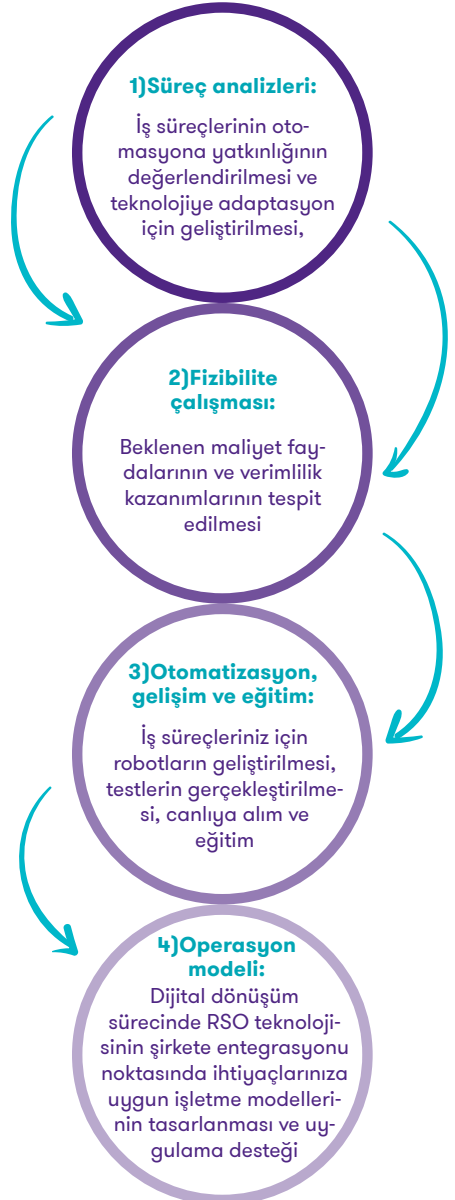 1)Süreç analizleri:
İş süreçlerinin oto-
masyona yatkınlığının
değerlendirilmesi ve
teknolojiye adaptasyon
için geliştirilmesi,
2)Fizibilite
çalışması:
Beklenen maliyet fay-
dalarının ve verimlilik
kazanımlarının tespit
edilmesi
3)Otomatizasyon,
gelişim ve eğitim:
İş süreçleriniz için
robotların geliştirilmesi,
testlerin gerçekleştirilme-
si, canlıya alım ve
eğitim
4)Operasyon
modeli:
Dijital dönüşüm
sürecinde RSO teknoloji-
sinin şirkete entegrasyonu
noktasında ihtiyaçlarınıza
uygun işletme modelleri-
nin tasarlanması ve uy-
gulama desteği